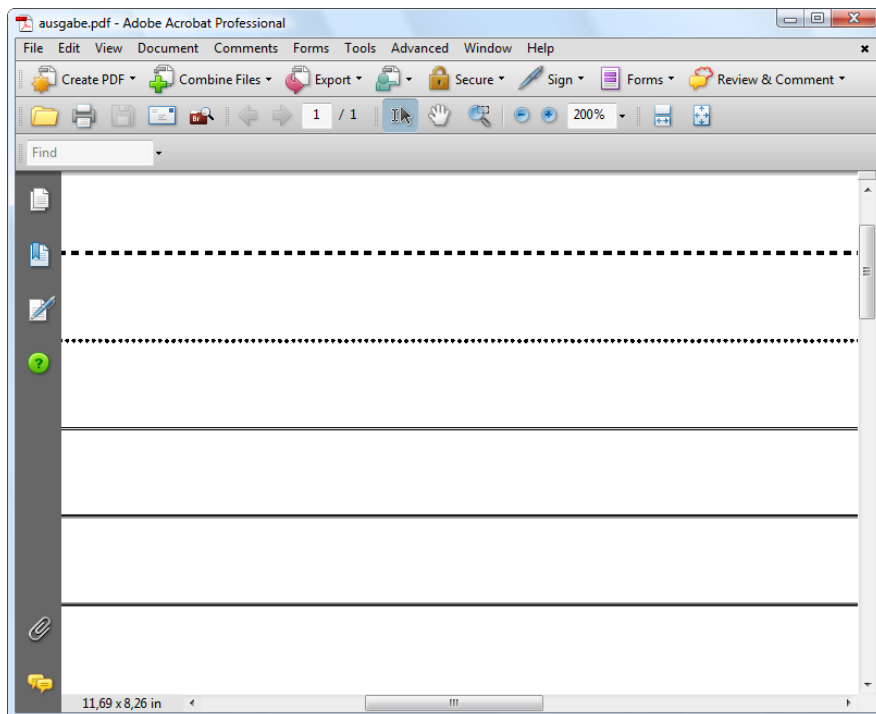 ausgabe.pdf - Adobe Acrobat Professional
File Edit View Document Comments Forms Tools Advanced Window Help
Create PDF Combine Files Export Secure Sign Forms Review & Comment
1 / 1 200%
Find
11,69 x 8,26 in